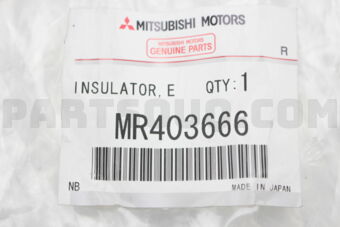 MITSUBISHI MOTORS
MITSUBISHI MOTORS
GENUINE PARTS
R
INSULATOR, E QTY: 1
PARTSOUQ.COM
MR403666
NB
MADE IN JAPAN